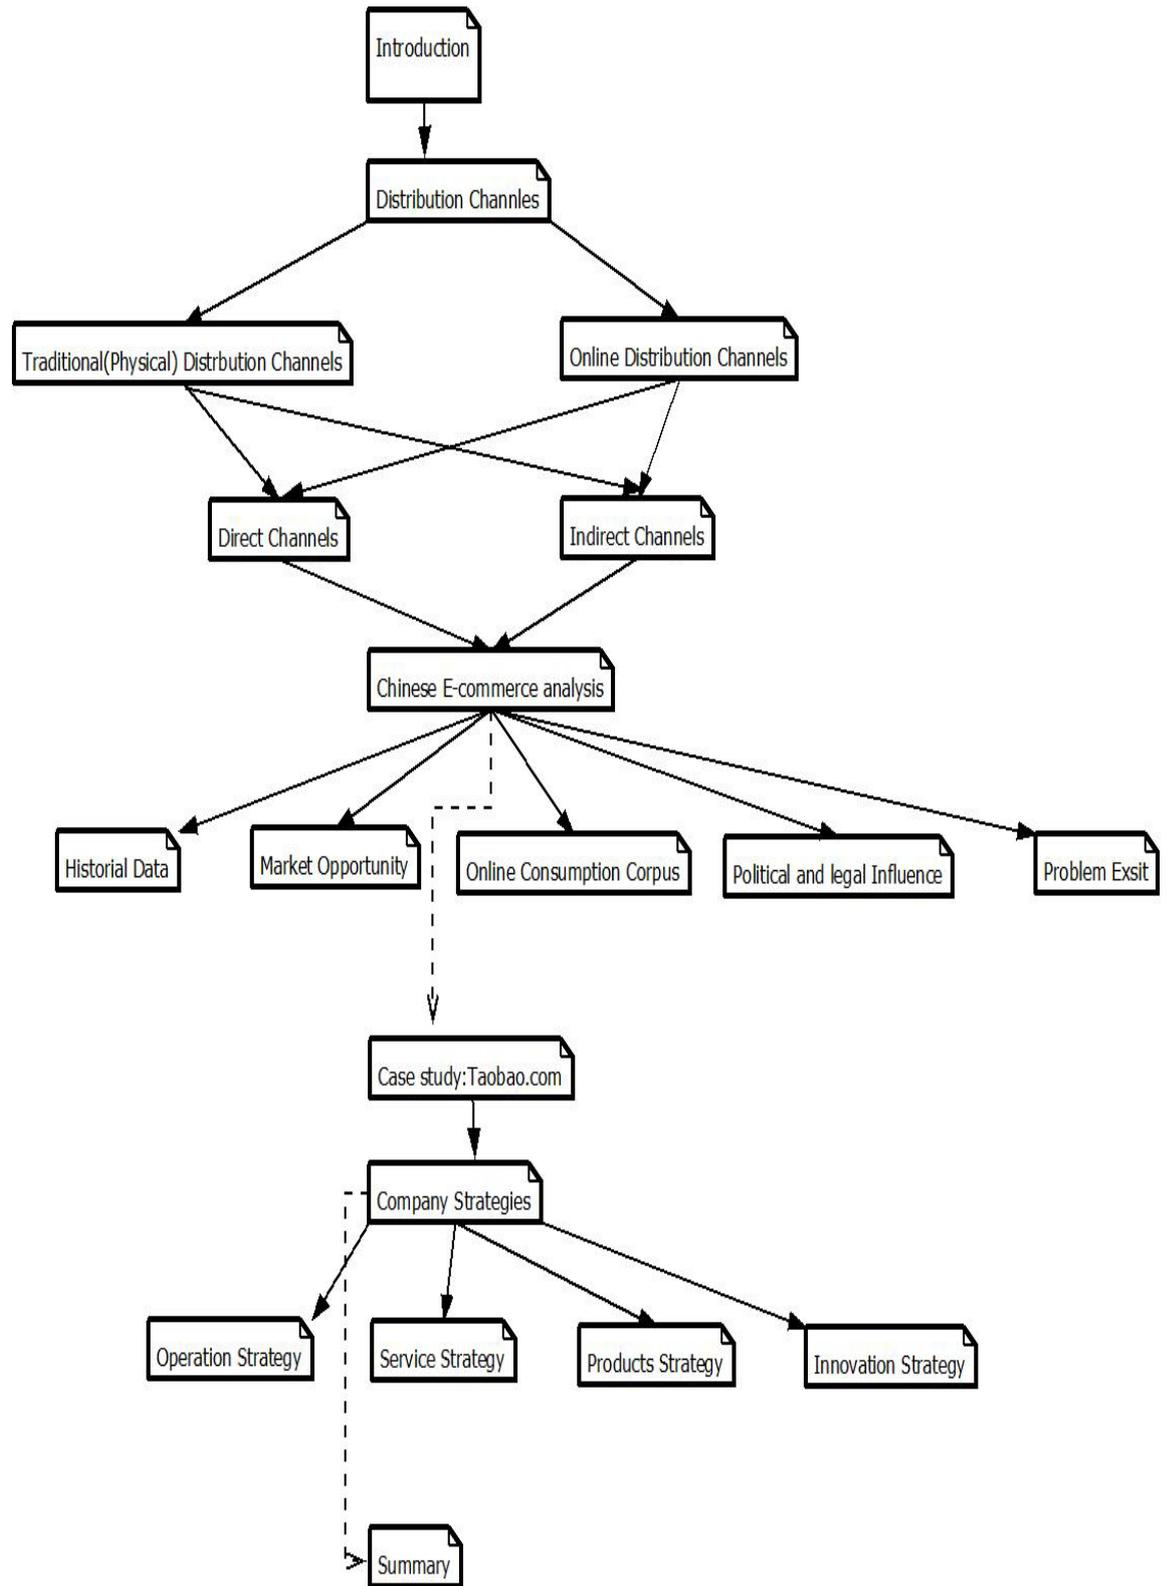 Introduction
Distribution Channles
Traditional(Physical) Distrbution Channels
Online Distribution Channels
Direct Channels
Indirect Channels
Chinese E-commerce analysis
Historial Data
Market Opportunity
Online Consumption Corpus
Political and legal Influence
Problem Exsit
Case study:Taobao.com
Company Strategies
Operation Strategy
Service Strategy
Products Strategy
Innovation Strategy
Summary